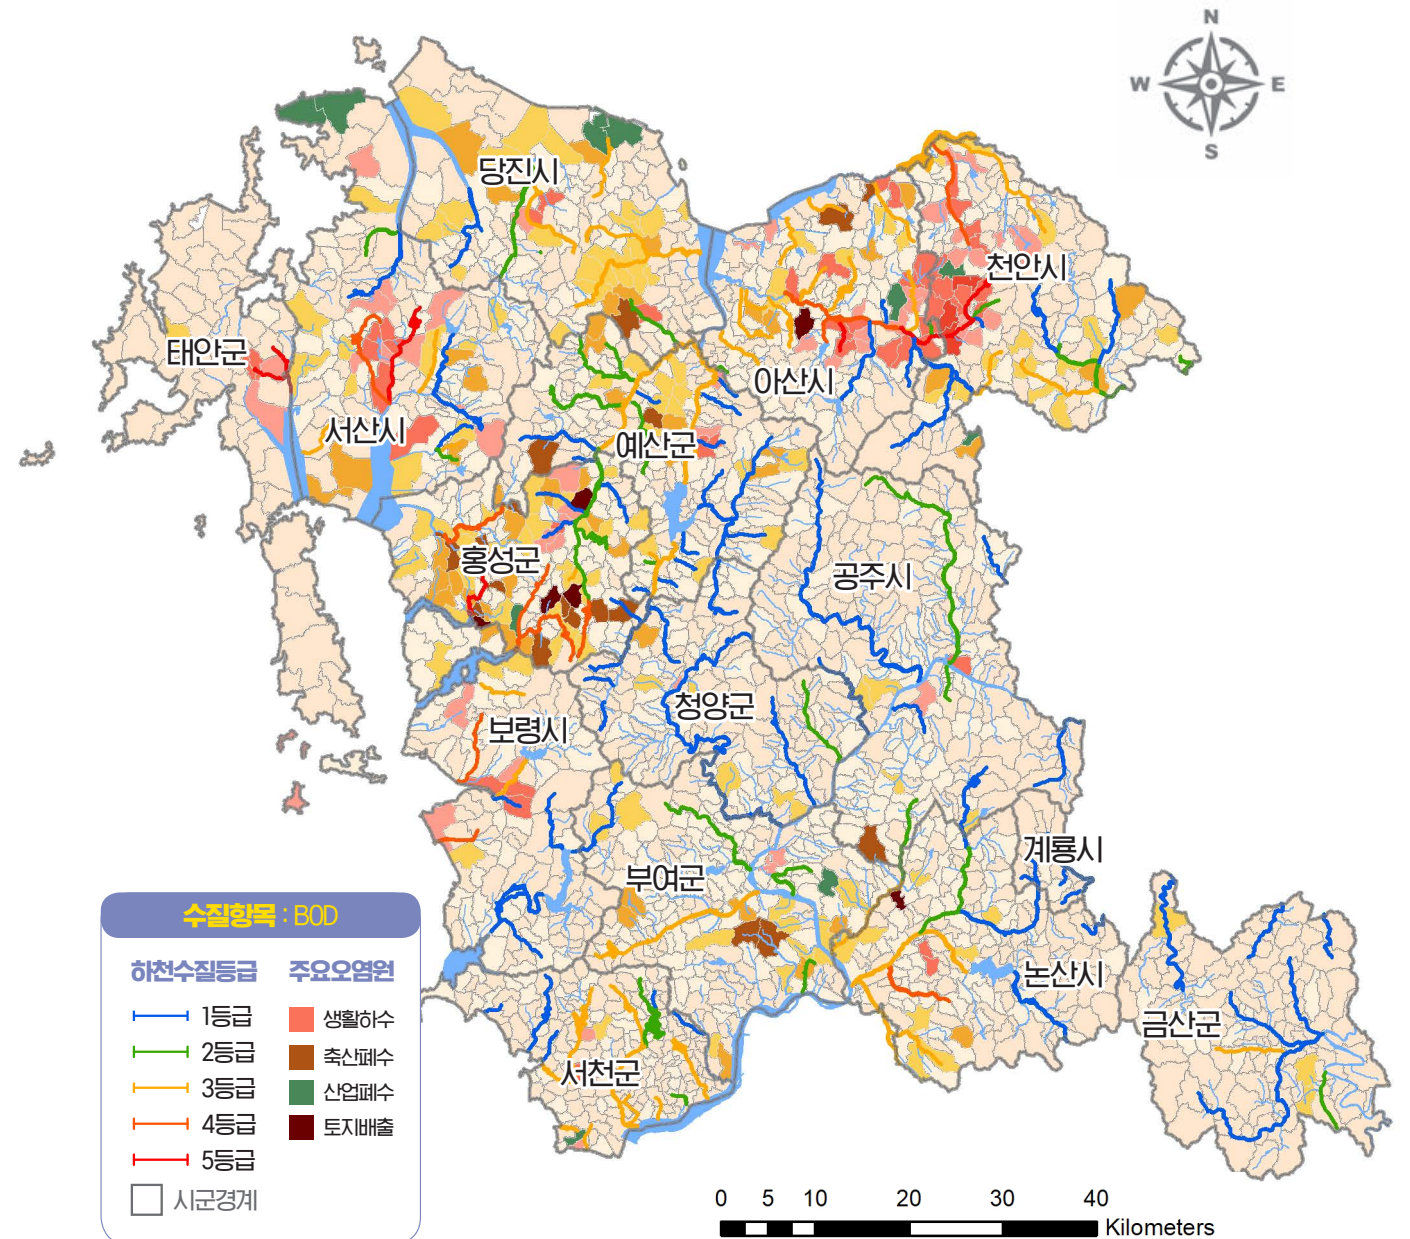 N
W E
S
당진시
천안시
태안군
아산시
서산시
예산군
홍성군
공주시
청양군
보령시
계룡시
부여군
논산시
금산군
서천군
수질항목 : BOD
하천수질등급 주요오염원
1등급 생활하수
2등급 축산폐수
3등급 산업폐수
4등급 토지배출
5등급
시군경계
0 5 10 20 30 40
Kilometers